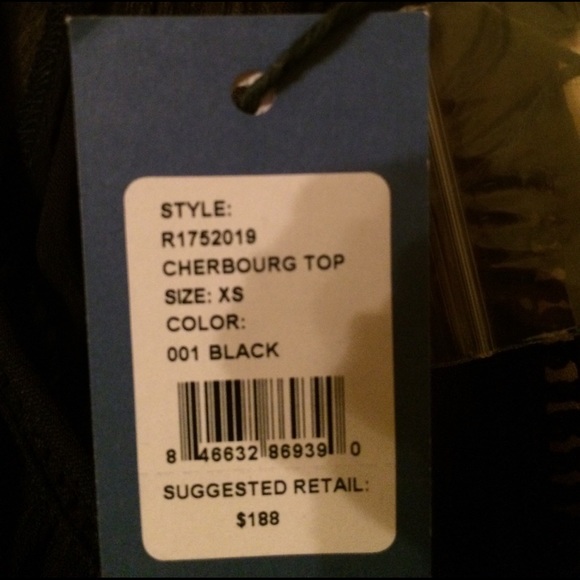 STYLE:
R1752019
CHERBOURG TOP
SIZE: XS
COLOR:
001 BLACK
8 46632 86939 0
SUGGESTED RETAIL:
$188